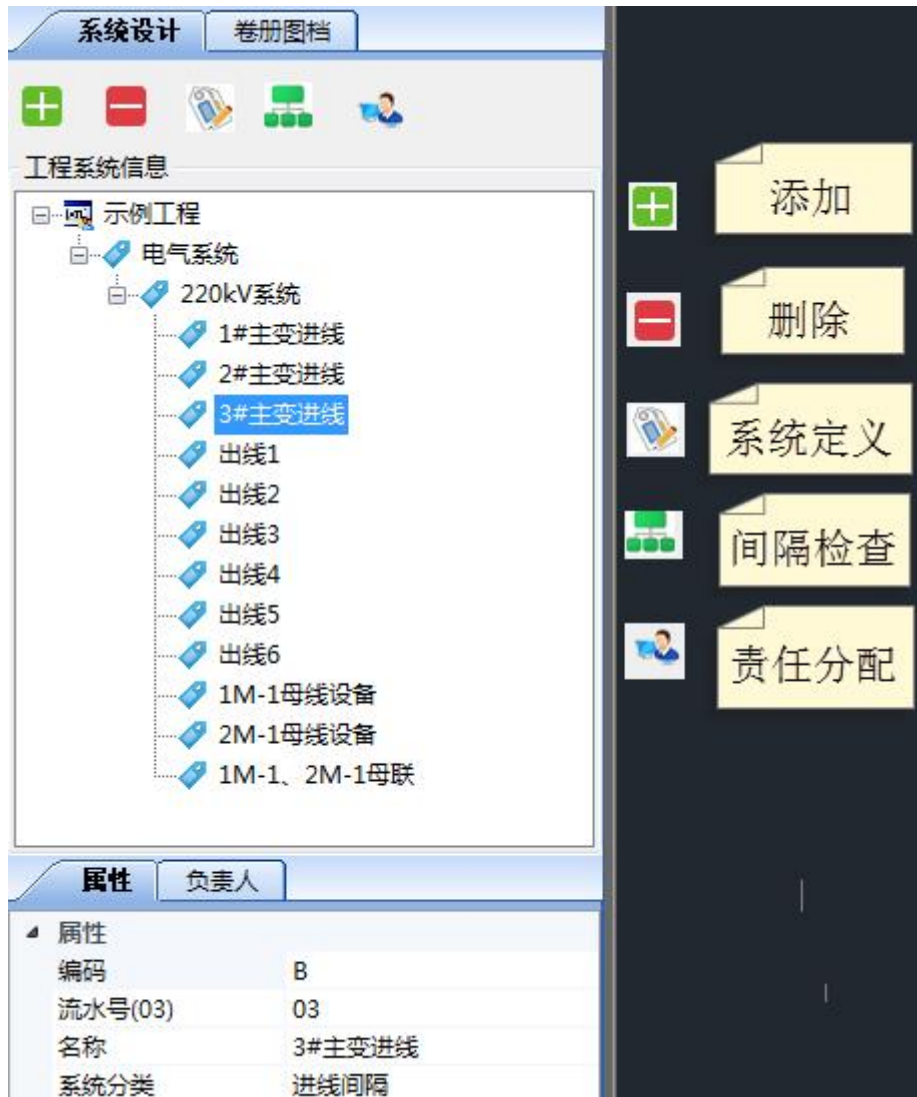 系统设计 卷册图档
工程系统信息
示例工程
电气系统
220kV系统
1#主变进线
2#主变进线
3#主变进线
出线1
出线2
出线3
出线4
出线5
出线6
1M-1母线设备
2M-1母线设备
1M-1、2M-1母联
属性 负责人
属性
编码 B
流水号(03) 03
名称 3#主变进线
系统分类 进线间隔
添加
删除
系统定义
间隔检查
责任分配